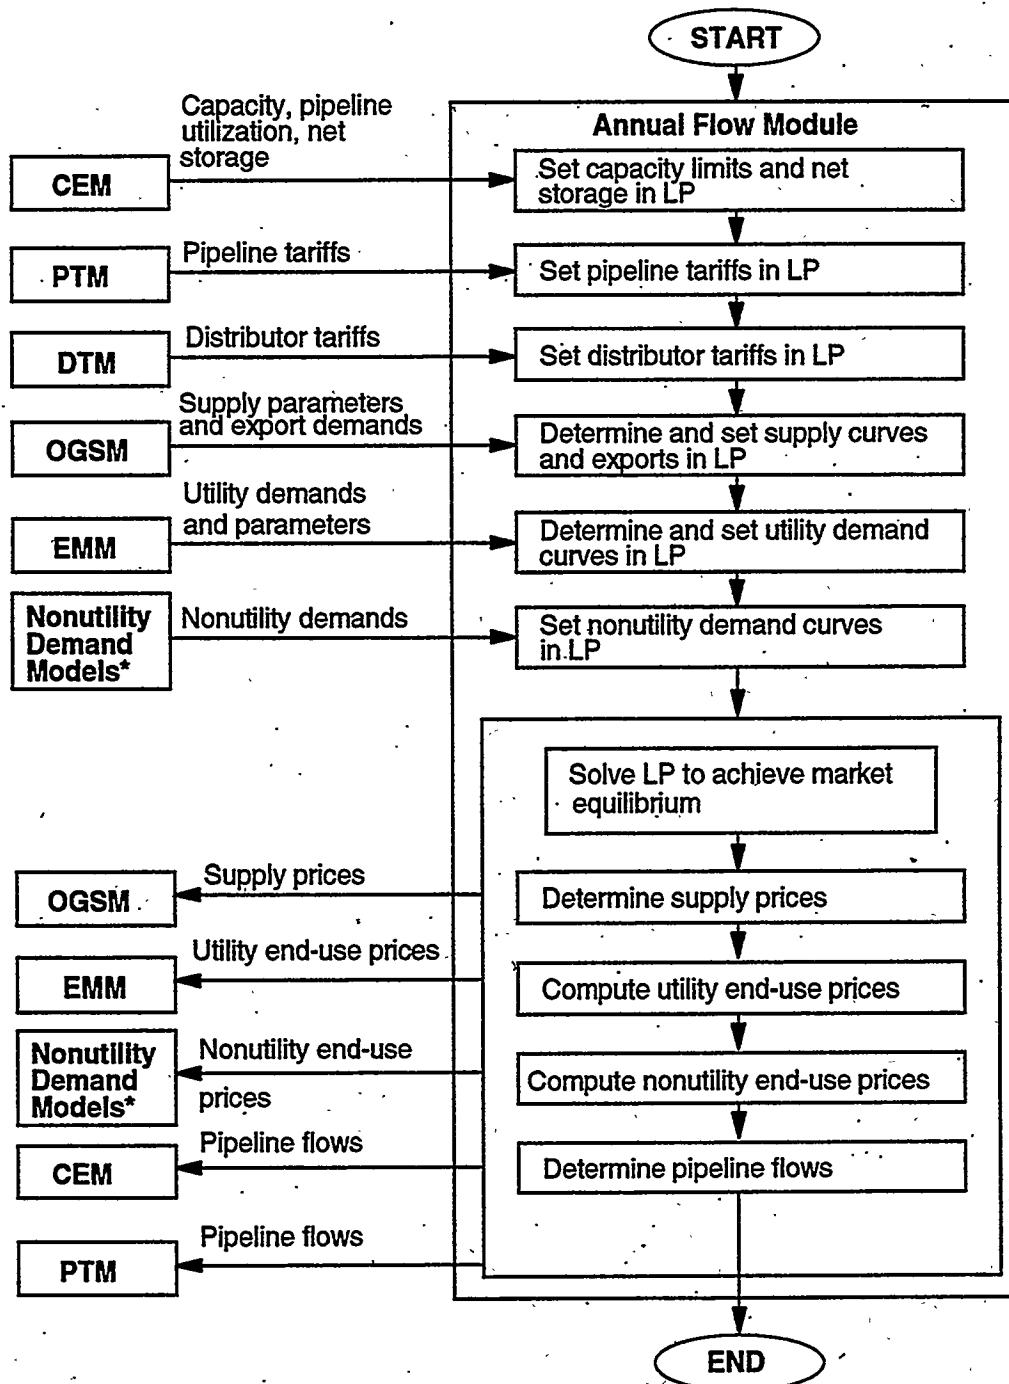 START
Annual Flow Module
Capacity, pipeline
utilization, net
storage
CEM
Set capacity limits and net
storage in LP
Pipeline tariffs
PTM
Set pipeline tariffs in LP
Distributor tariffs
DTM
Set distributor tariffs in LP
Supply parameters
and export demands
OGSM
Determine and set supply curves
and exports in LP
Utility demands
and parameters
EMM
Determine and set utility demand
curves in LP
Nonutility
Demand
Models*
Nonutility demands
Set nonutility demand curves
in LP
Solve LP to achieve market
equilibrium
Supply prices
OGSM
Determine supply prices
Utility end-use prices
EMM
Compute utility end-use prices
Nonutility
Demand
Models*
Nonutility end-use
prices
Compute nonutility end-use prices
Pipeline flows
CEM
Determine pipeline flows
Pipeline flows
PTM
END